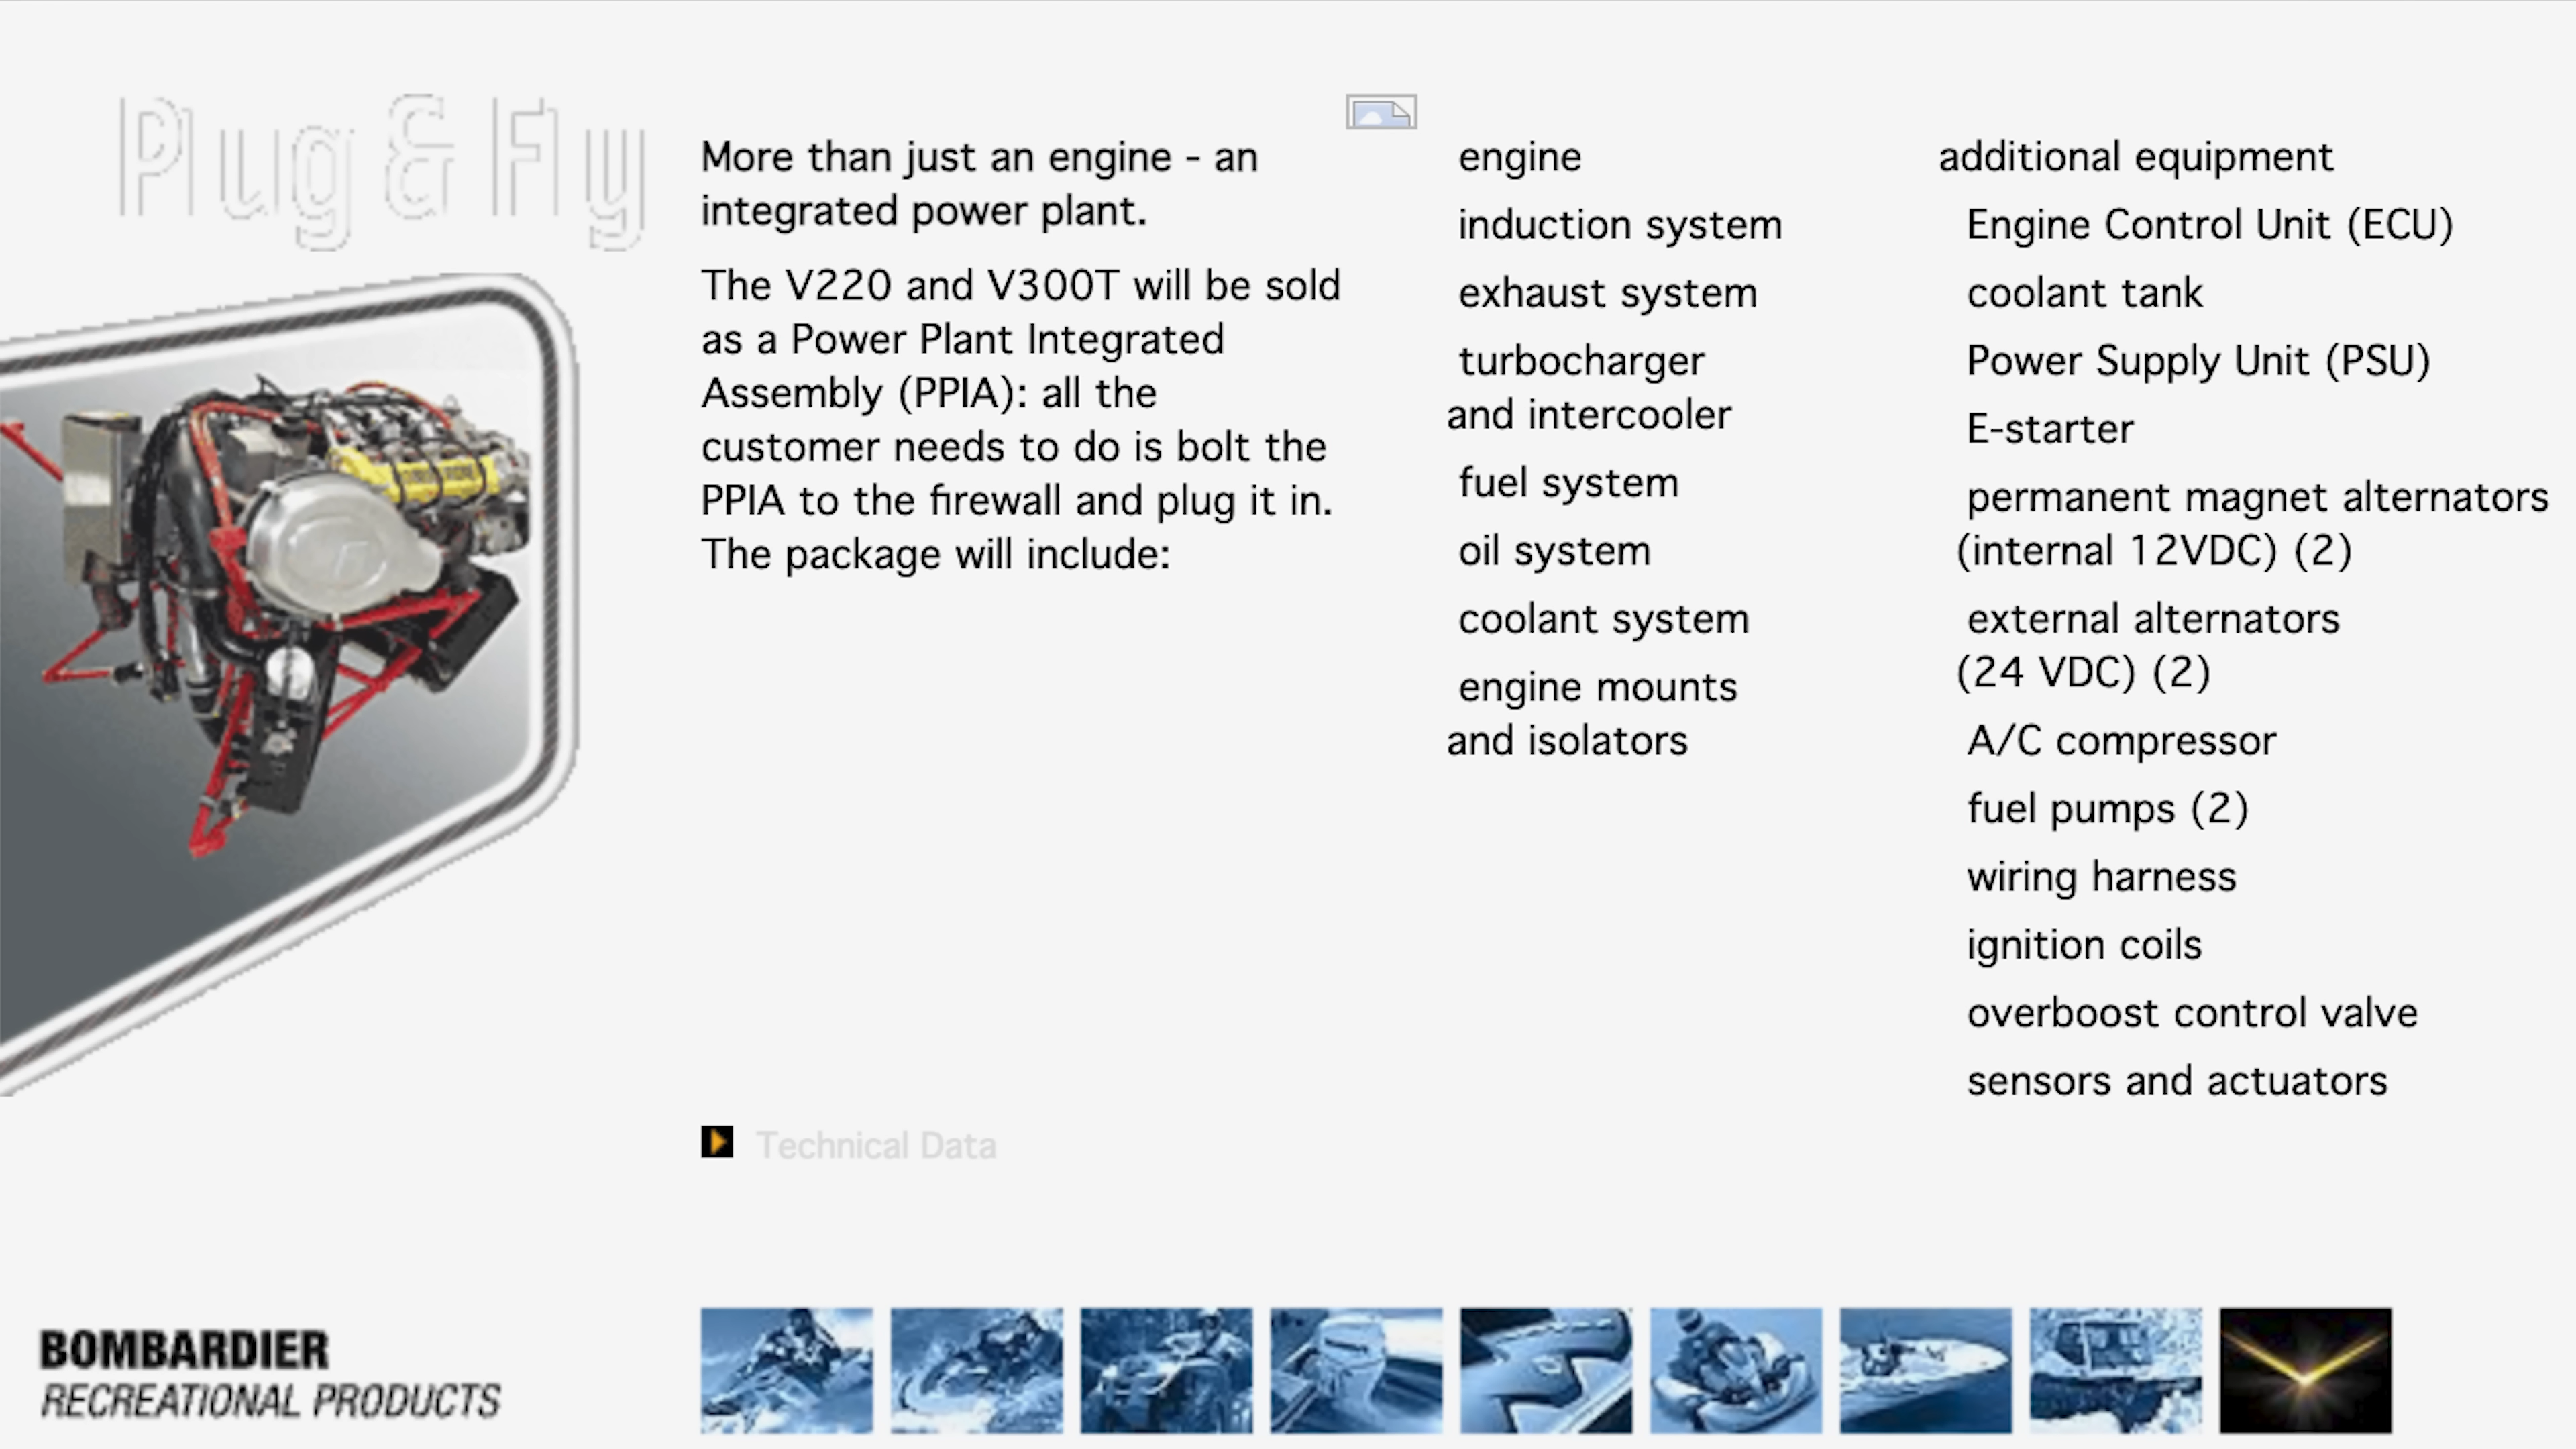 Plug & Fly
More than just an engine - an
integrated power plant.
The V220 and V300T will be sold
as a Power Plant Integrated
Assembly (PPIA): all the
customer needs to do is bolt the
PPIA to the firewall and plug it in.
The package will include:
engine
induction system
exhaust system
turbocharger
and intercooler
fuel system
oil system
coolant system
engine mounts
and isolators
additional equipment
Engine Control Unit (ECU)
coolant tank
Power Supply Unit (PSU)
E-starter
permanent magnet alternators
(internal 12VDC) (2)
external alternators
(24 VDC) (2)
A/C compressor
fuel pumps (2)
wiring harness
ignition coils
overboost control valve
sensors and actuators
Technical Data
BOMBARDIER
RECREATIONAL PRODUCTS